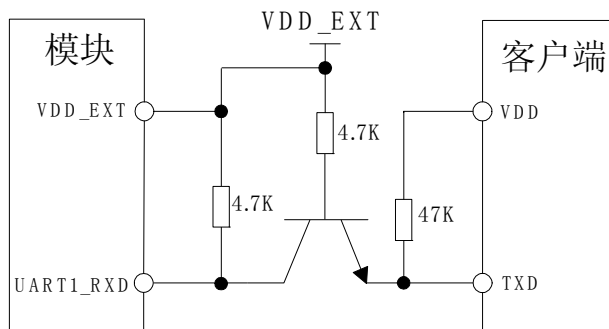 VDD_EXT
模块
客户端
VDD_EXT
4.7K
VDD
4.7K
47K
UART1_RXD
TXD